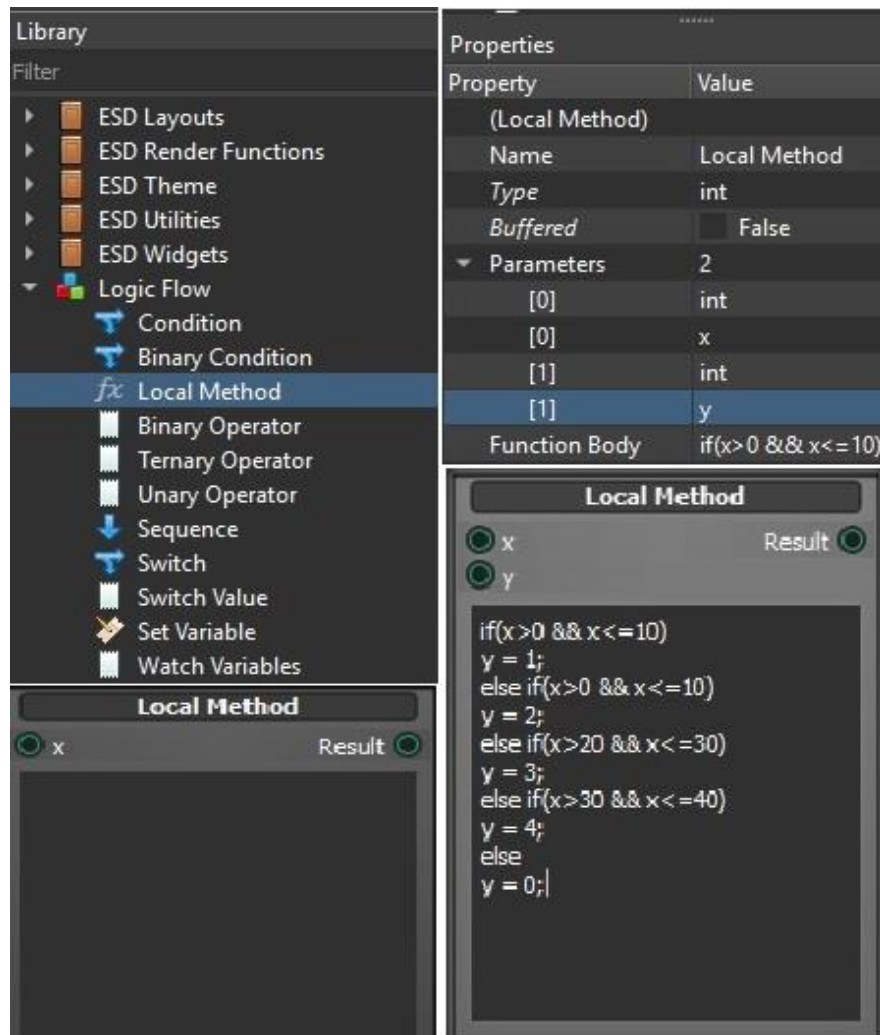 Library
Filter
ESD Layouts
ESD Render Functions
ESD Theme
ESD Utilities
ESD Widgets
Logic Flow
Condition
Binary Condition
fx Local Method
Binary Operator
Ternary Operator
Unary Operator
Sequence
Switch
Switch Value
Set Variable
Watch Variables
Properties
Property Value
(Local Method)
Name Local Method
Type int
Buffered False
Parameters 2
[0] int
[0] x
[1] int
[1] y
Function Body if(x>0 && x<=10)
Local Method
x Result
Local Method
x Result
y
if(x>0 && x<=10)
y = 1;
else if(x>0 && x<=10)
y = 2;
else if(x>20 && x<=30)
y = 3;
else if(x>30 && x<=40)
y = 4;
else
y = 0;